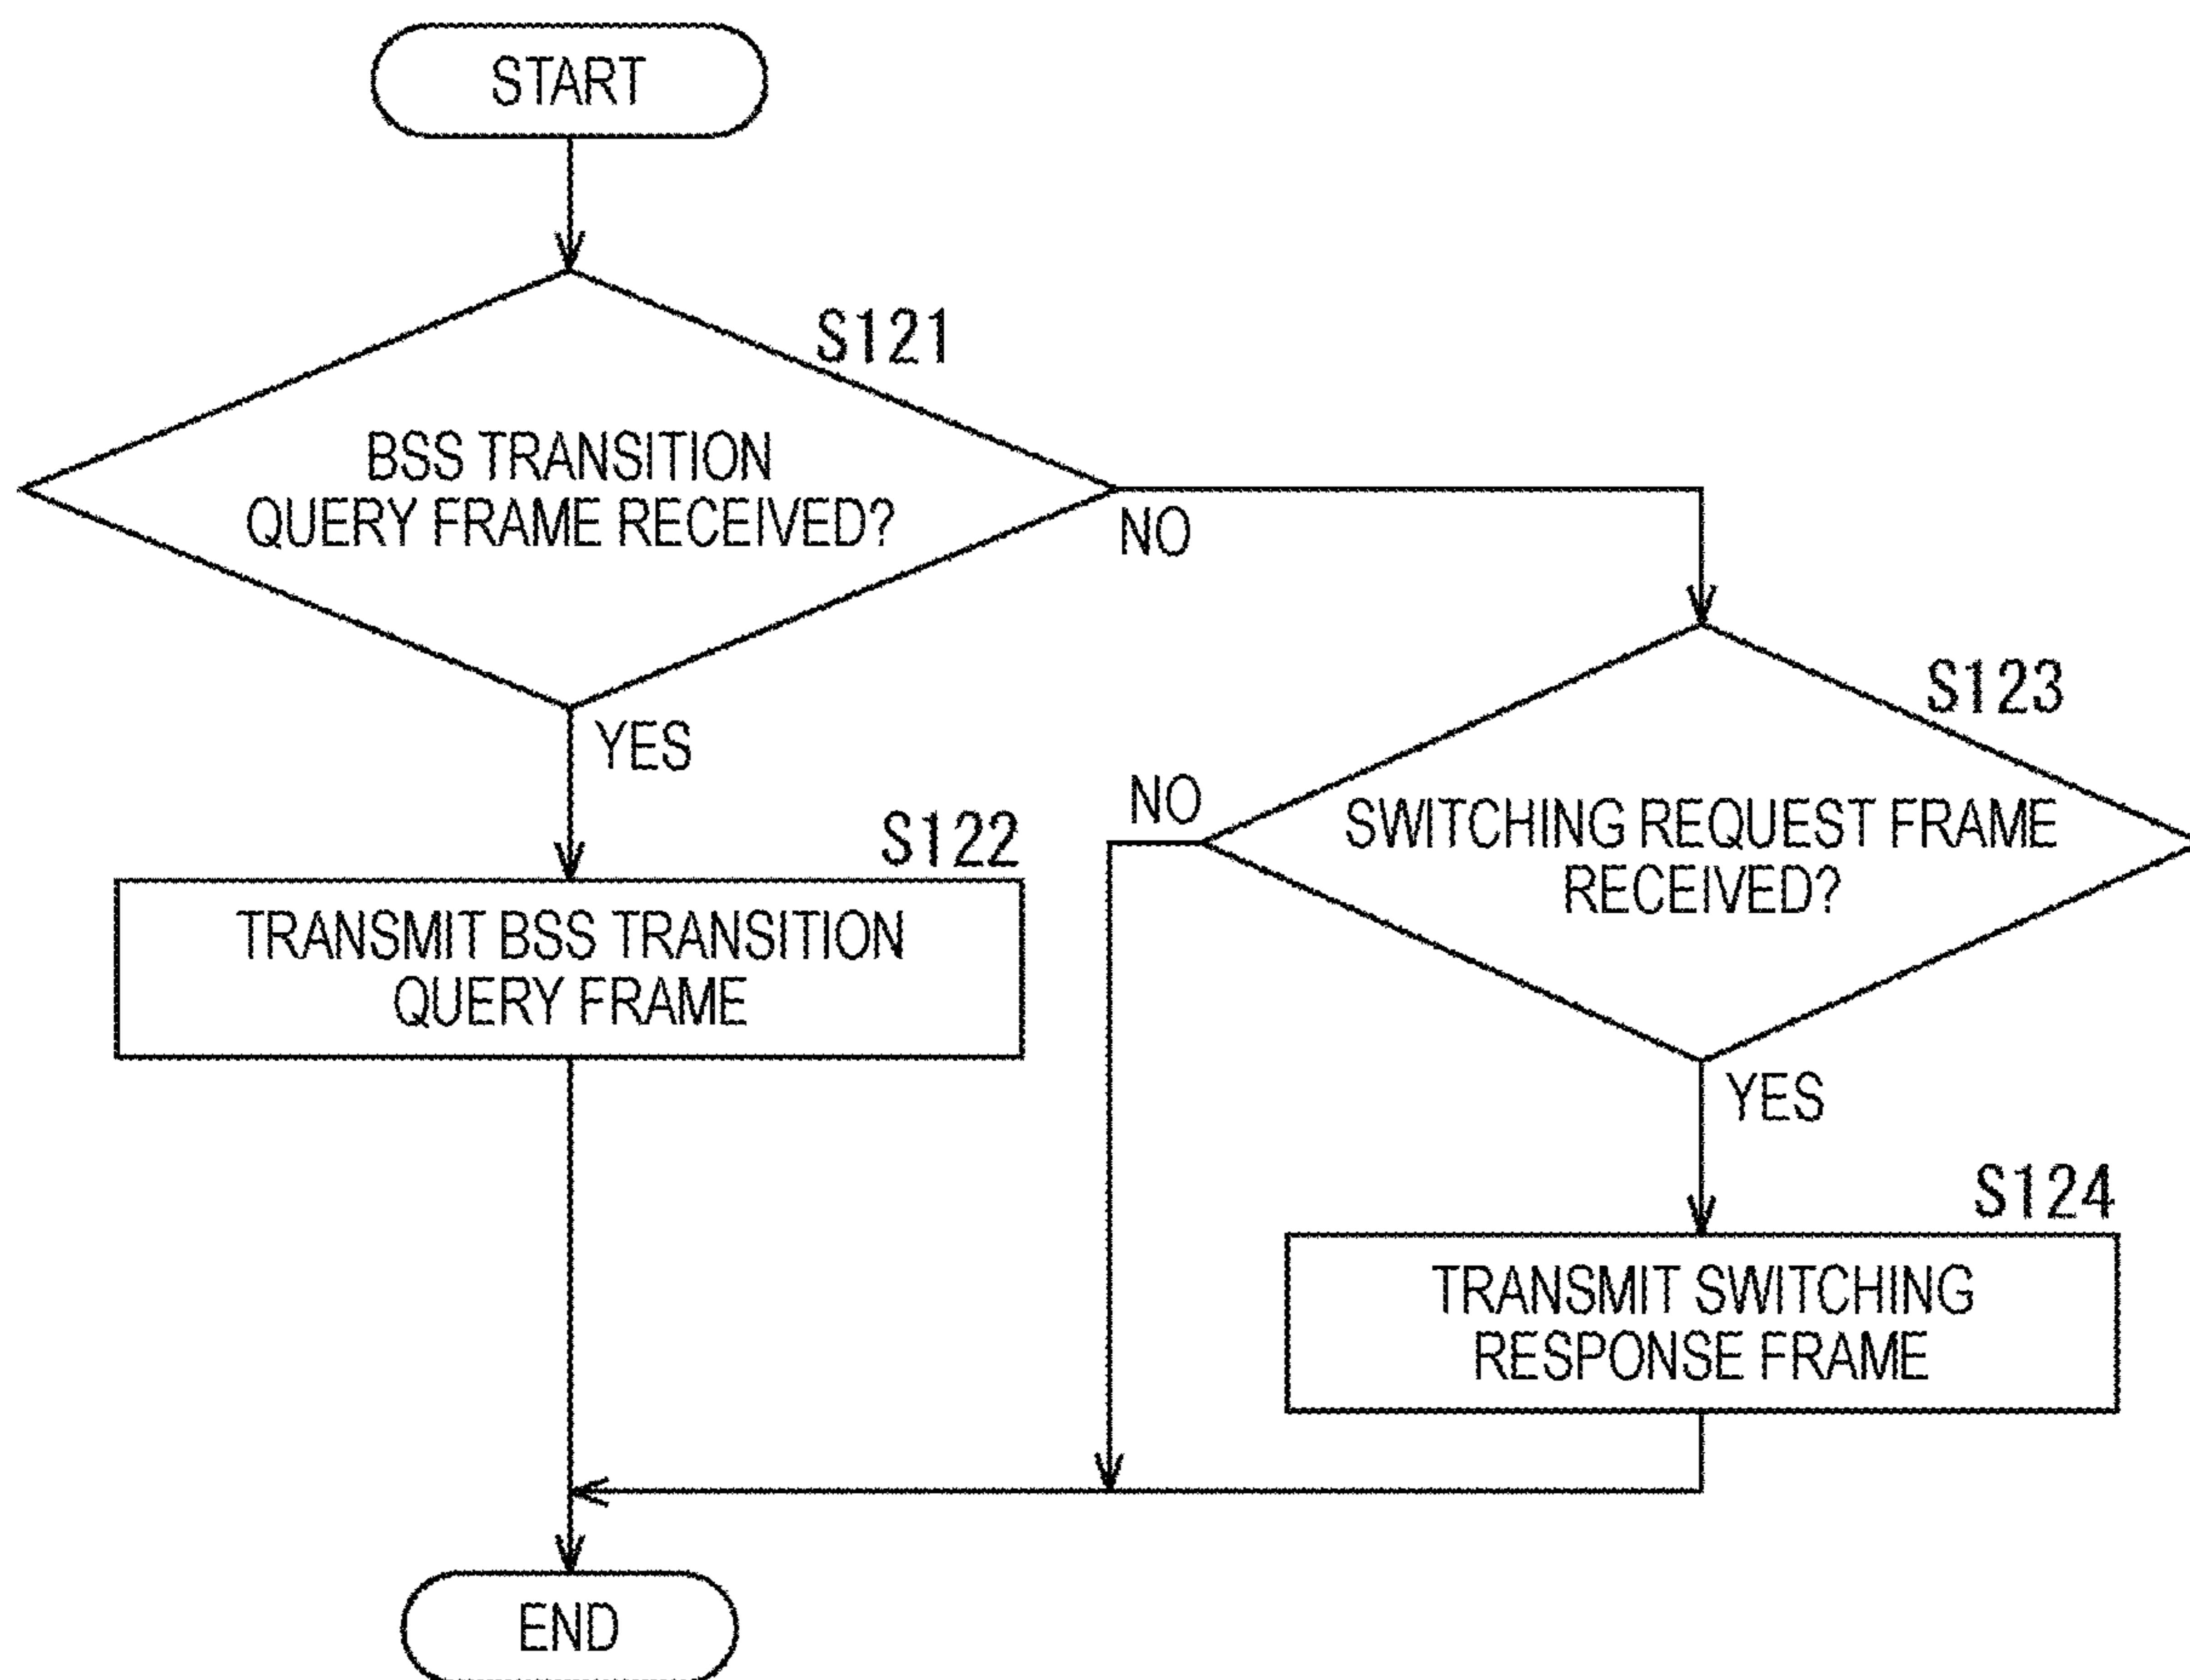 START
S121
BSS TRANSITION
QUERY FRAME RECEIVED?
NO
YES
S122
TRANSMIT BSS TRANSITION
QUERY FRAME
S123
NO
SWITCHING REQUEST FRAME
RECEIVED?
YES
S124
TRANSMIT SWITCHING
RESPONSE FRAME
END